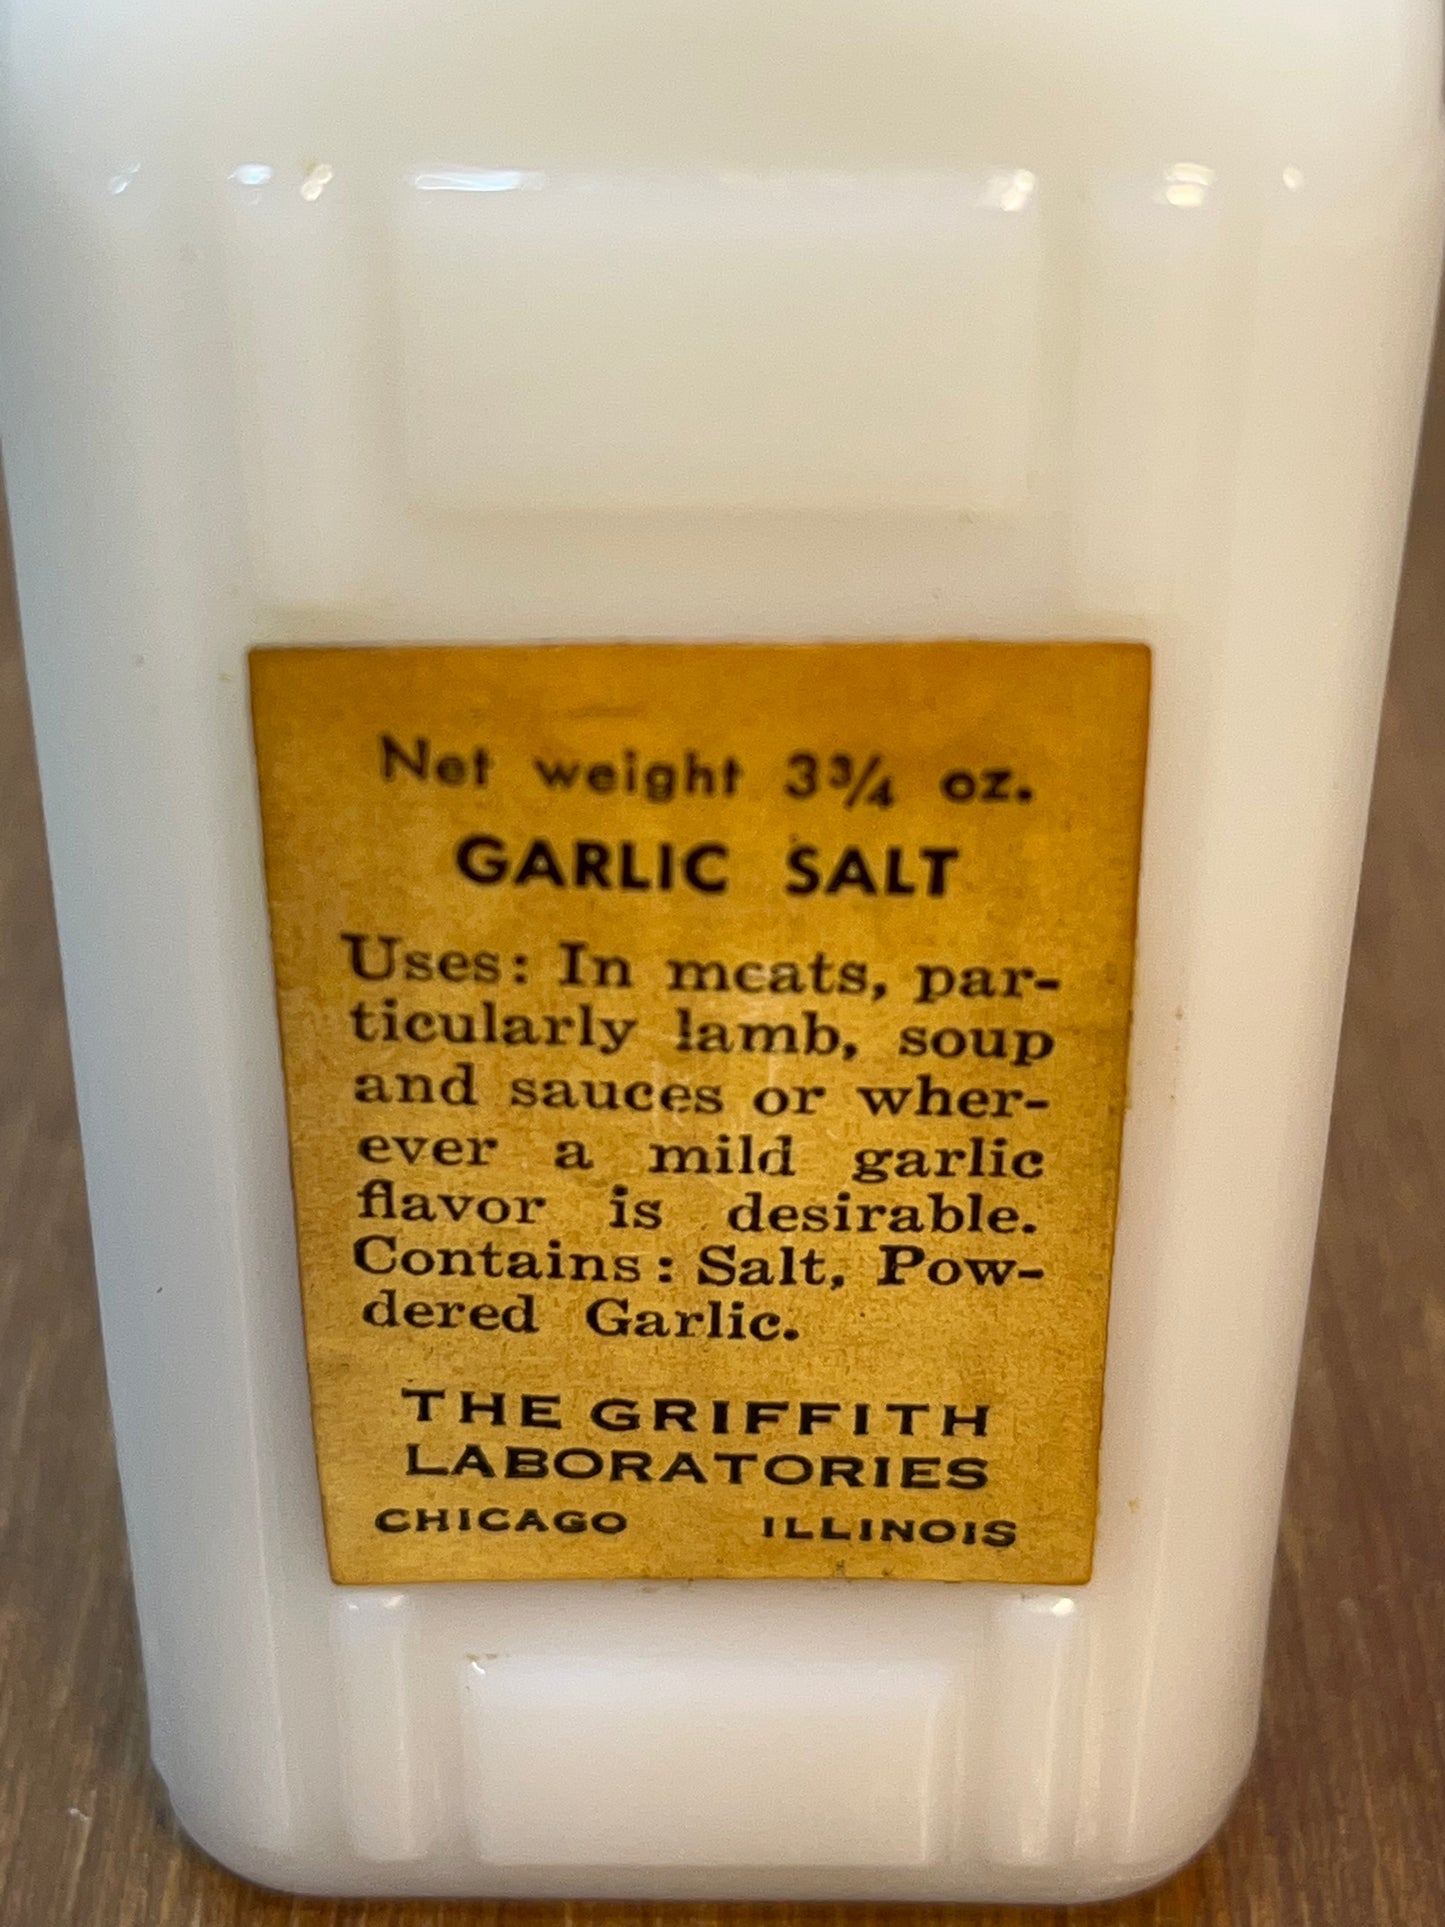 Net weight 3¾ oz.
GARLIC SALT
Uses: In meats, par-
ticularly lamb, soup
and sauces or wher-
ever a mild garlic
flavor is desirable.
Contains: Salt, Pow-
dered Garlic.
THE GRIFFITH
LABORATORIES
CHICAGO ILLINOIS